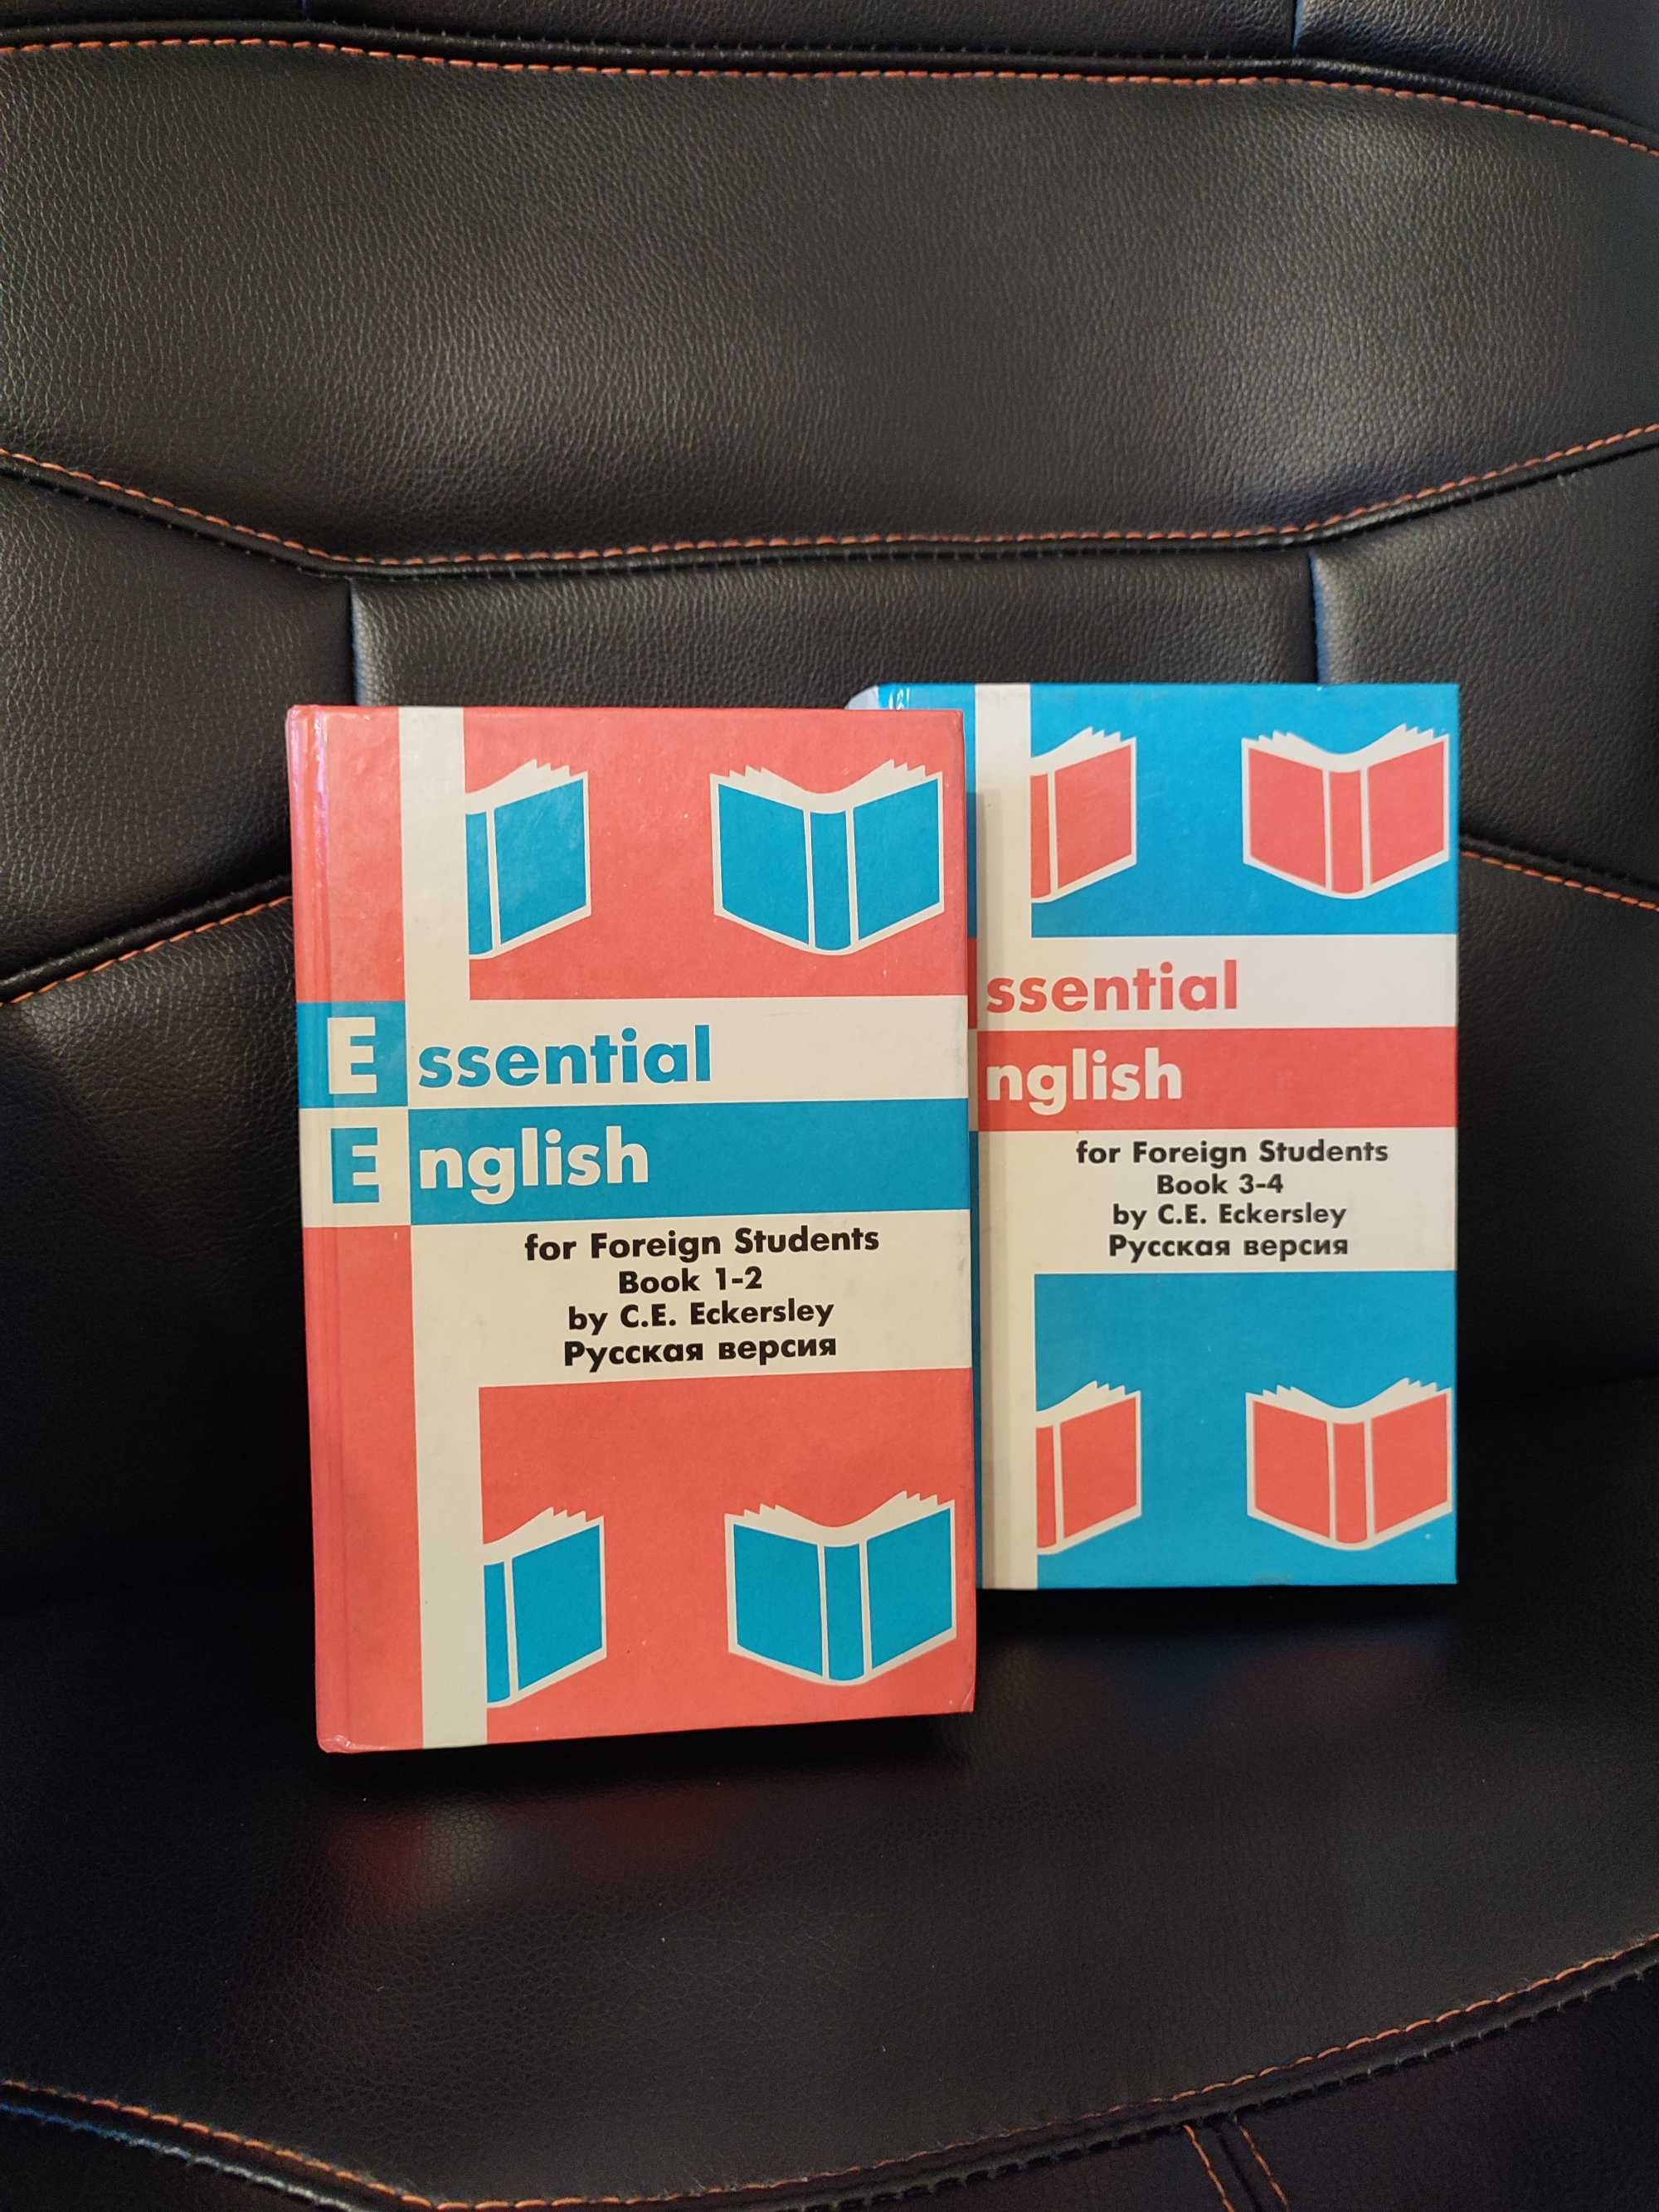 Essential
English
for Foreign Students
Book 1-2
by C.E. Eckersley
Русская версия
ssential
nglish
for Foreign Students
Book 3-4
by C.E. Eckersley
Русская версия